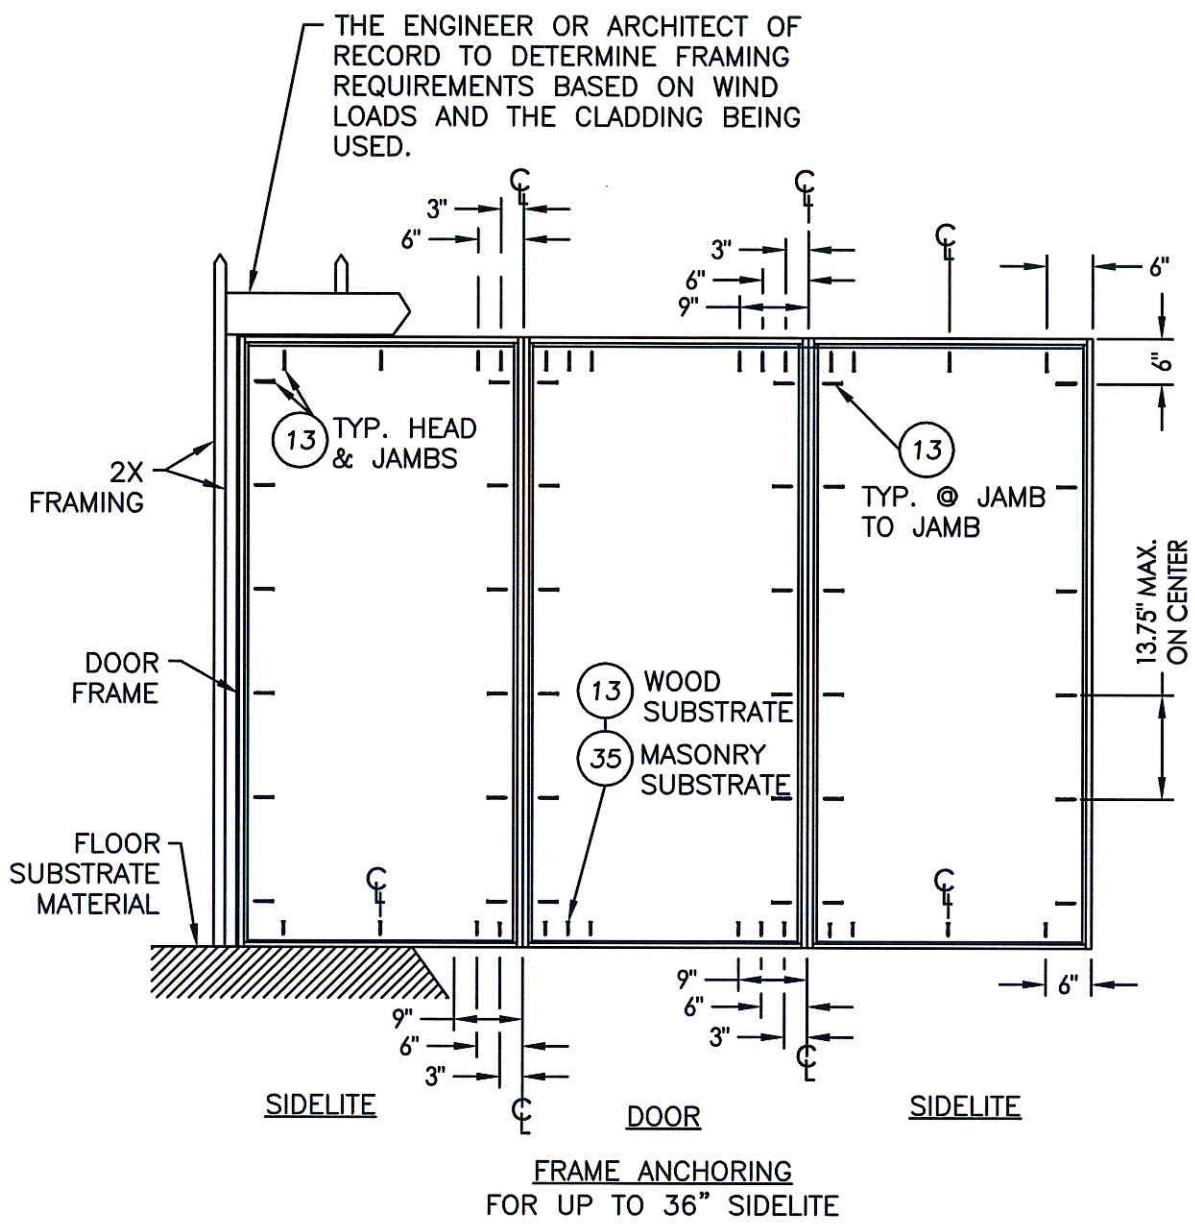 THE ENGINEER OR ARCHITECT OF
RECORD TO DETERMINE FRAMING
REQUIREMENTS BASED ON WIND
LOADS AND THE CLADDING BEING
USED.
℄
℄
℄
3"
6"
3"
6"
9"
6"
6"
13
TYP. HEAD
& JAMBS
13
TYP. @ JAMB
TO JAMB
2X
FRAMING
13.75" MAX.
ON CENTER
DOOR
FRAME
13
WOOD
SUBSTRATE
35
MASONRY
SUBSTRATE
FLOOR
SUBSTRATE
MATERIAL
℄
℄
9"
6"
3"
9"
6"
3"
6"
℄
℄
SIDELITE
DOOR
SIDELITE
FRAME ANCHORING
FOR UP TO 36" SIDELITE